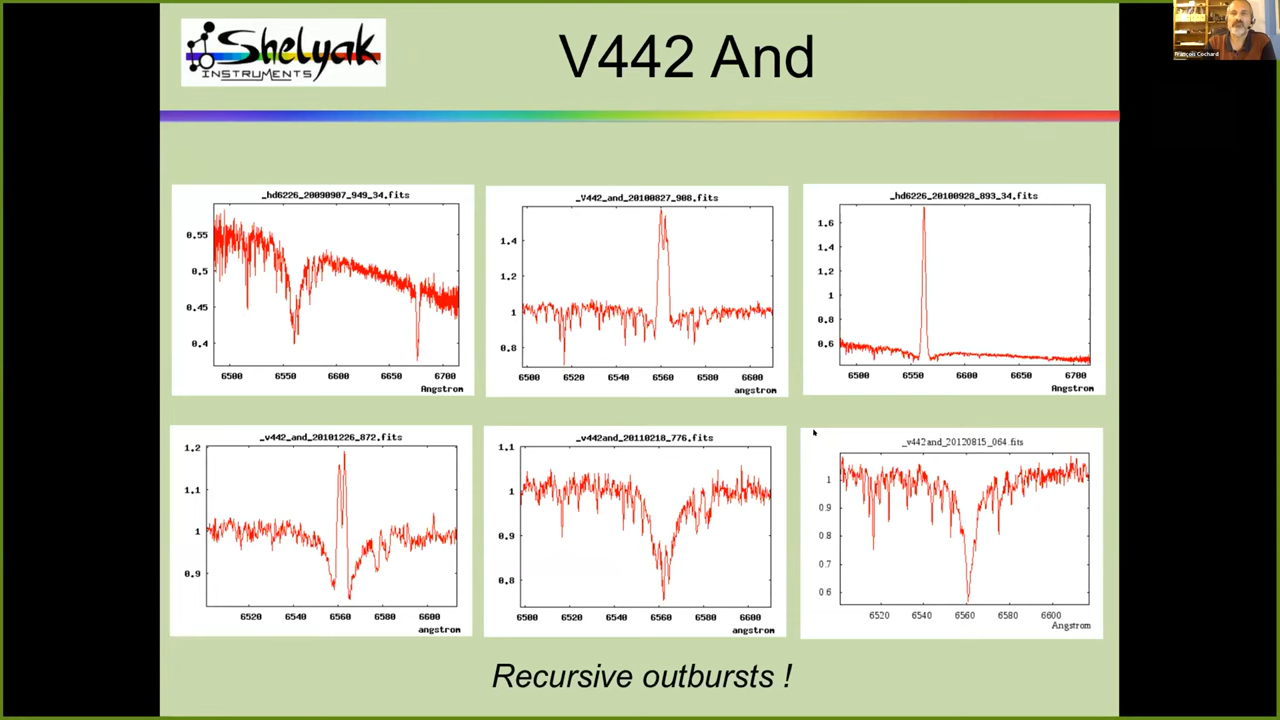 Shelyak
INSTRUMENTS
V442 And
François Cochard
_hd6226_20090907_949_34.fits
0.55
0.5
0.45
0.4
6500 6550 6600 6650 6700
Angstrom
_V442_and_20100827_908.fits
1.4
1.2
1
0.8
6500 6520 6540 6560 6580 6600
angstrom
_hd6226_20100928_893_34.fits
1.6
1.4
1.2
1
0.8
0.6
6500 6550 6600 6650 6700
Angstrom
_v442_and_20101226_872.fits
1.2
1.1
1
0.9
6520 6540 6560 6580 6600
angstrom
_v442and_20110218_776.fits
1.1
1
0.9
0.8
6500 6520 6540 6560 6580 6600
angstrom
_v442and_20120815_064.fits
1
0.9
0.8
0.7
0.6
6520 6540 6560 6580 6600
Angstrom
Recursive outbursts !